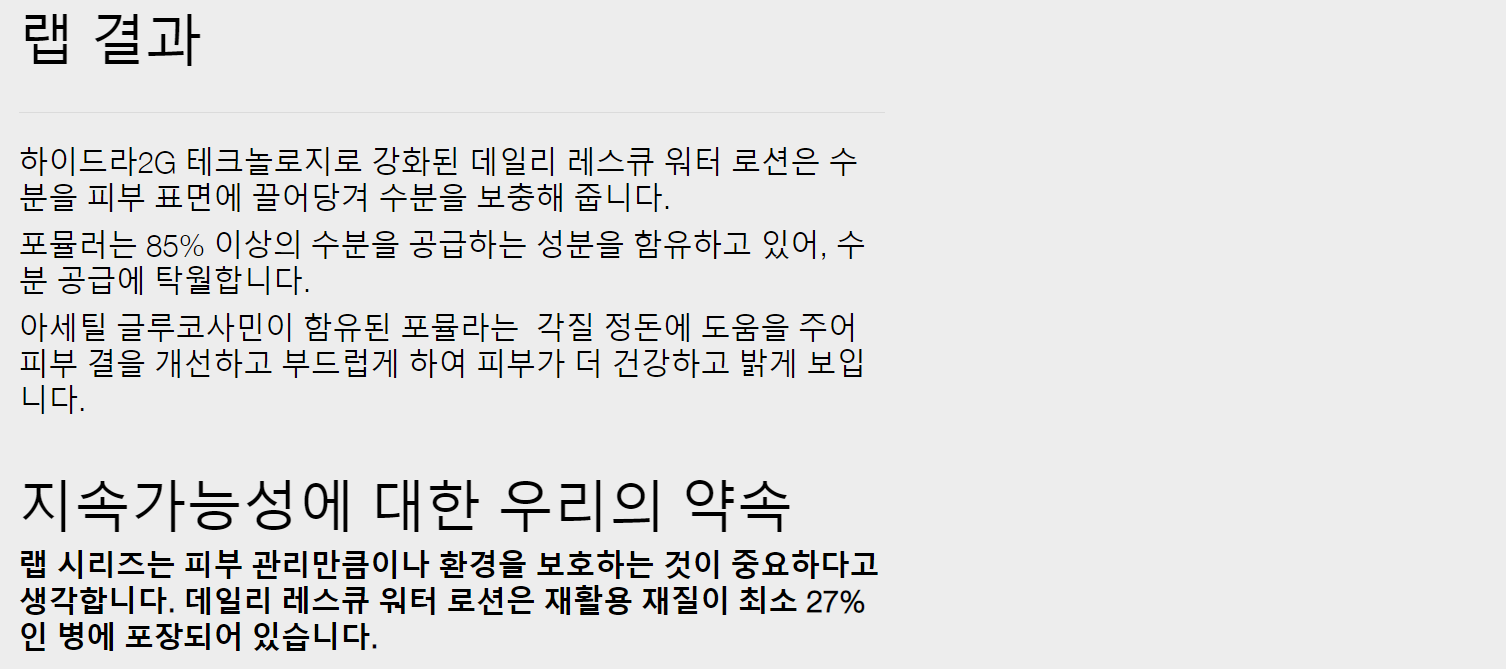 랩 결과
하이드라2G 테크놀로지로 강화된 데일리 레스큐 워터 로션은 수
분을 피부 표면에 끌어당겨 수분을 보충해 줍니다.
포뮬러는 85% 이상의 수분을 공급하는 성분을 함유하고 있어, 수
분 공급에 탁월합니다.
아세틸 글루코사민이 함유된 포뮬라는  각질 정돈에 도움을 주어
피부 결을 개선하고 부드럽게 하여 피부가 더 건강하고 밝게 보입
니다.
지속가능성에 대한 우리의 약속
랩 시리즈는 피부 관리만큼이나 환경을 보호하는 것이 중요하다고
생각합니다. 데일리 레스큐 워터 로션은 재활용 재질이 최소 27%
인 병에 포장되어 있습니다.